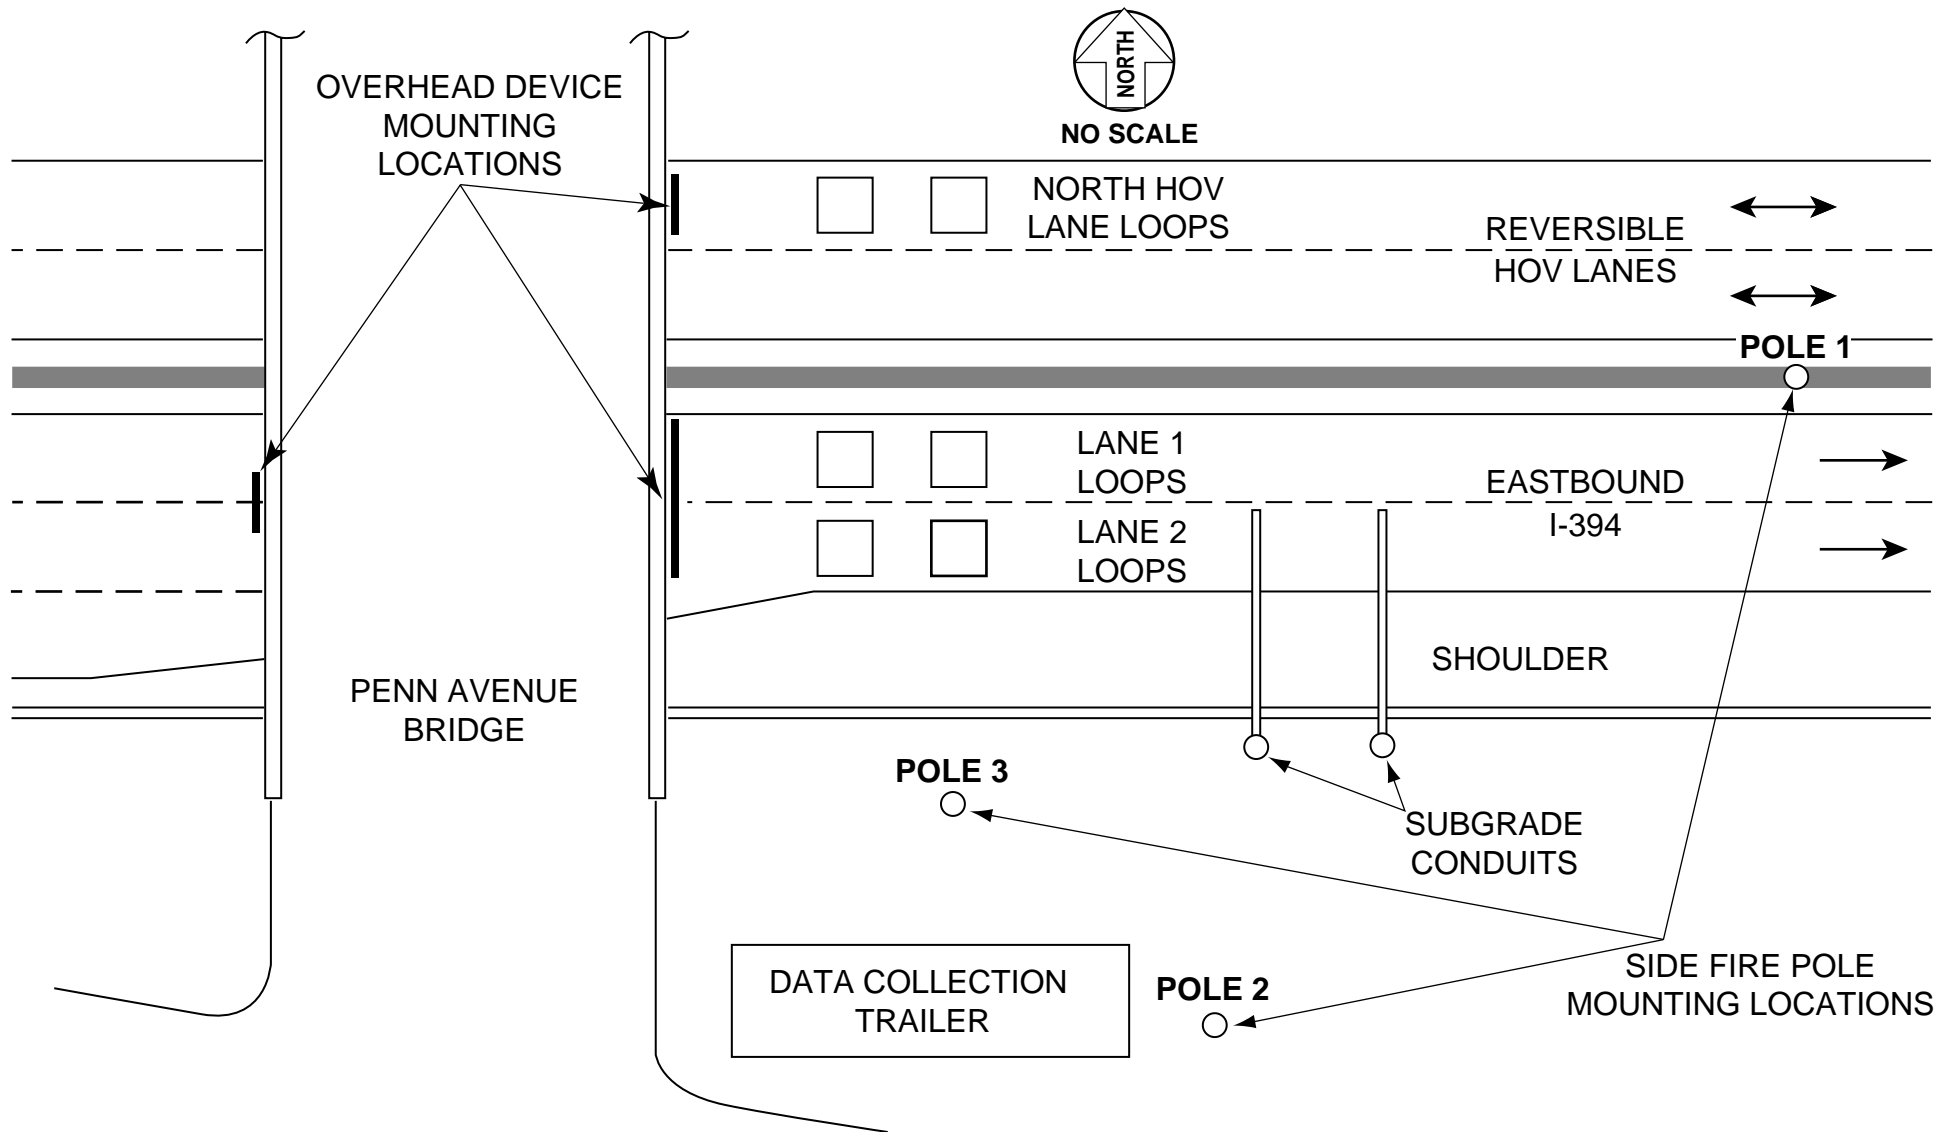 NORTH
NO SCALE
OVERHEAD DEVICE
MOUNTING
LOCATIONS
NORTH HOV
LANE LOOPS
REVERSIBLE
HOV LANES
POLE 1
LANE 1
LOOPS
EASTBOUND
I-394
LANE 2
LOOPS
SHOULDER
PENN AVENUE
BRIDGE
POLE 3
SUBGRADE
CONDUITS
DATA COLLECTION
TRAILER
POLE 2
SIDE FIRE POLE
MOUNTING LOCATIONS